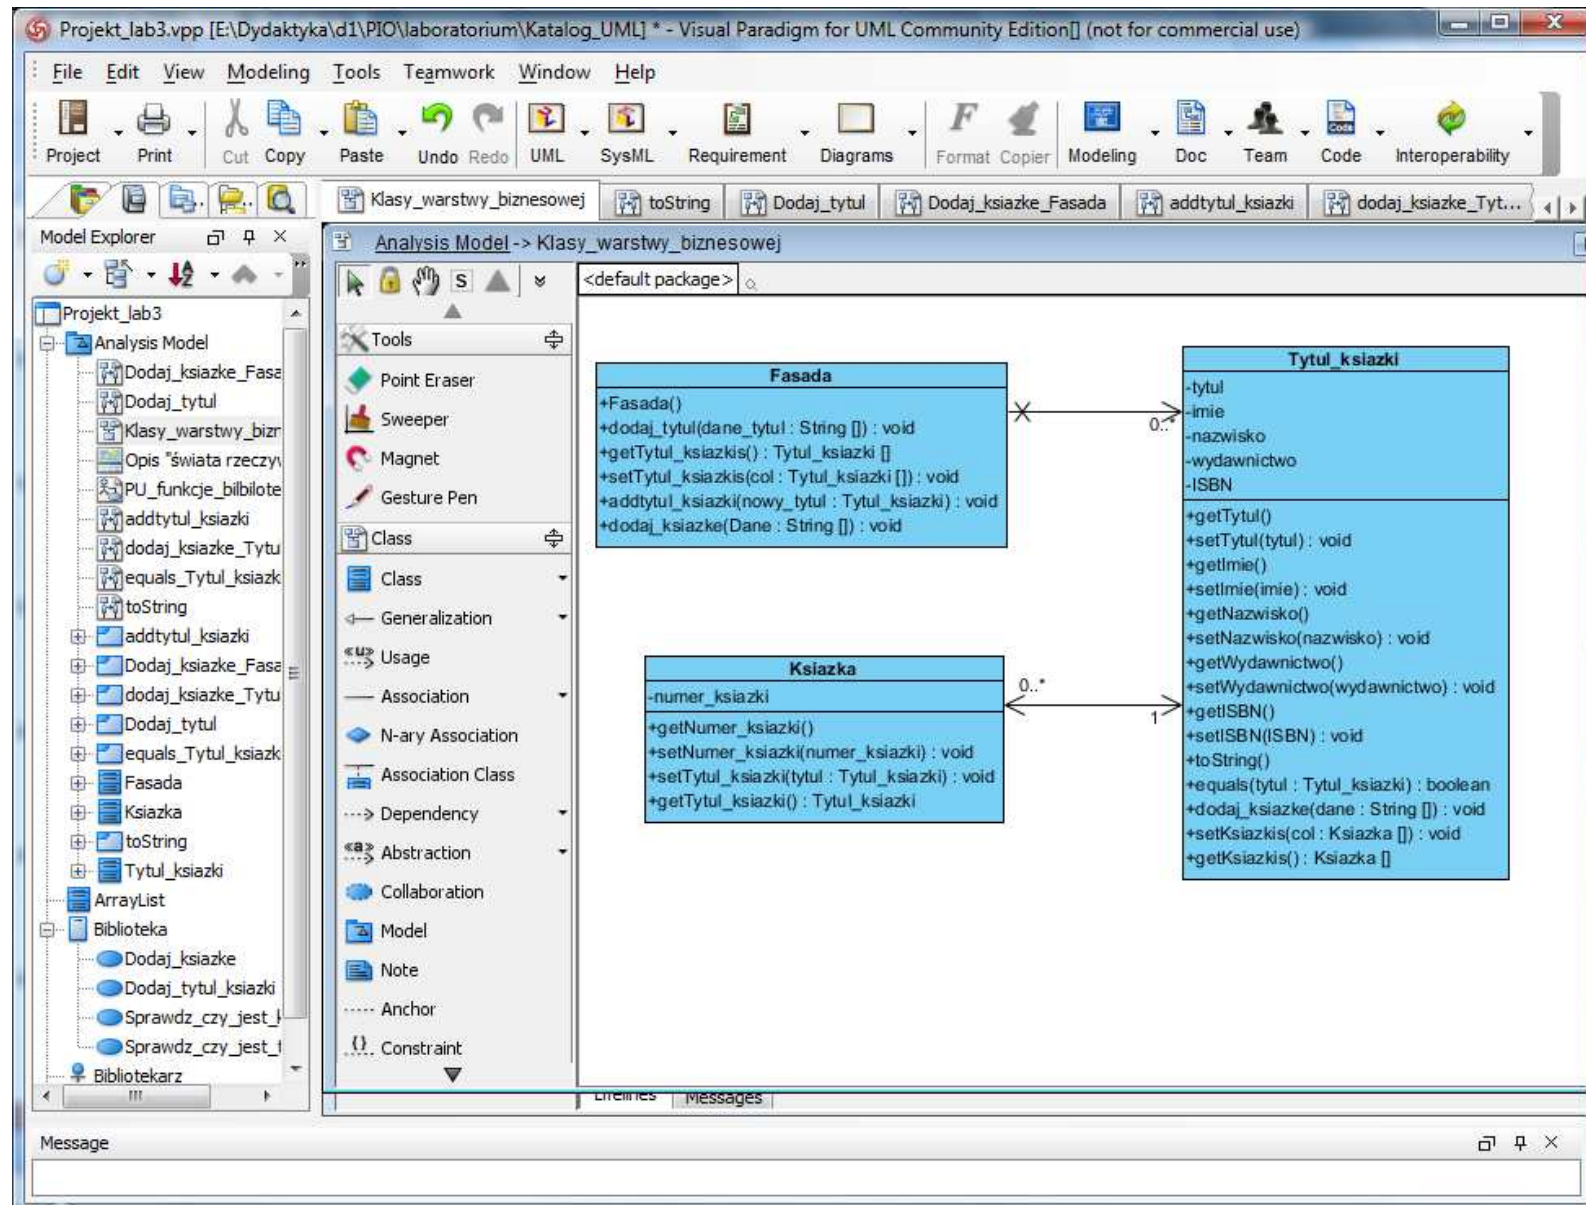 Projekt_lab3.vpp [E:\Dydaktyka\d1\PIO\laboratorium\Katalog_UML] * - Visual Paradigm for UML Community Edition[] (not for commercial use)
File Edit View Modeling Tools Teamwork Window Help
Project Print Cut Copy Paste Undo Redo UML SysML Requirement Diagrams Format Copier Modeling Doc Team Code Interoperability
Klasy_warstwy_biznesowej toString Dodaj_tytul Dodaj_ksiazke_Fasada addtytul_ksiazki dodaj_ksiazke_Tyt...
Model Explorer
Projekt_lab3
Analysis Model
Dodaj_ksiazke_Fasa
Dodaj_tytul
Klasy_warstwy_bizr
Opis "świata rzeczy
PU_funkcje_bilbilote
addtytul_ksiazki
dodaj_ksiazke_Tytu
equals_Tytul_ksiazk
toString
addtytul_ksiazki
Dodaj_ksiazke_Fasa
dodaj_ksiazke_Tytu
Dodaj_tytul
equals_Tytul_ksiazk
Fasada
Ksiazka
toString
Tytul_ksiazki
ArrayList
Biblioteka
Dodaj_ksiazke
Dodaj_tytul_ksiazki
Sprawdz_czy_jest_k
Sprawdz_czy_jest_t
Bibliotekarz
Analysis Model -> Klasy_warstwy_biznesowej
S
<default package>
Tools
Point Eraser
Sweeper
Magnet
Gesture Pen
Class
Class
Generalization
Usage
Association
N-ary Association
Association Class
Dependency
Abstraction
Collaboration
Model
Note
Anchor
Constraint
Fasada
+Fasada()
+dodaj_tytul(dane_tytul : String []) : void
+getTytul_ksiazkis() : Tytul_ksiazki []
+setTytul_ksiazkis(col : Tytul_ksiazki []) : void
+addtytul_ksiazki(nowy_tytul : Tytul_ksiazki) : void
+dodaj_ksiazke(Dane : String []) : void
0..*
Ksiazka
-numer_ksiazki
+getNumer_ksiazki()
+setNumer_ksiazki(numer_ksiazki) : void
+setTytul_ksiazki(tytul : Tytul_ksiazki) : void
+getTytul_ksiazki() : Tytul_ksiazki
0..*
1
Tytul_ksiazki
-tytul
-imie
-nazwisko
-wydawnictwo
-ISBN
+getTytul()
+setTytul(tytul) : void
+getImie()
+setImie(imie) : void
+getNazwisko()
+setNazwisko(nazwisko) : void
+getWydawnictwo()
+setWydawnictwo(wydawnictwo) : void
+getISBN()
+setISBN(ISBN) : void
+toString()
+equals(tytul : Tytul_ksiazki) : boolean
+dodaj_ksiazke(dane : String []) : void
+setKsiazkis(col : Ksiazka []) : void
+getKsiazkis() : Ksiazka []
Lifelines Messages
Message